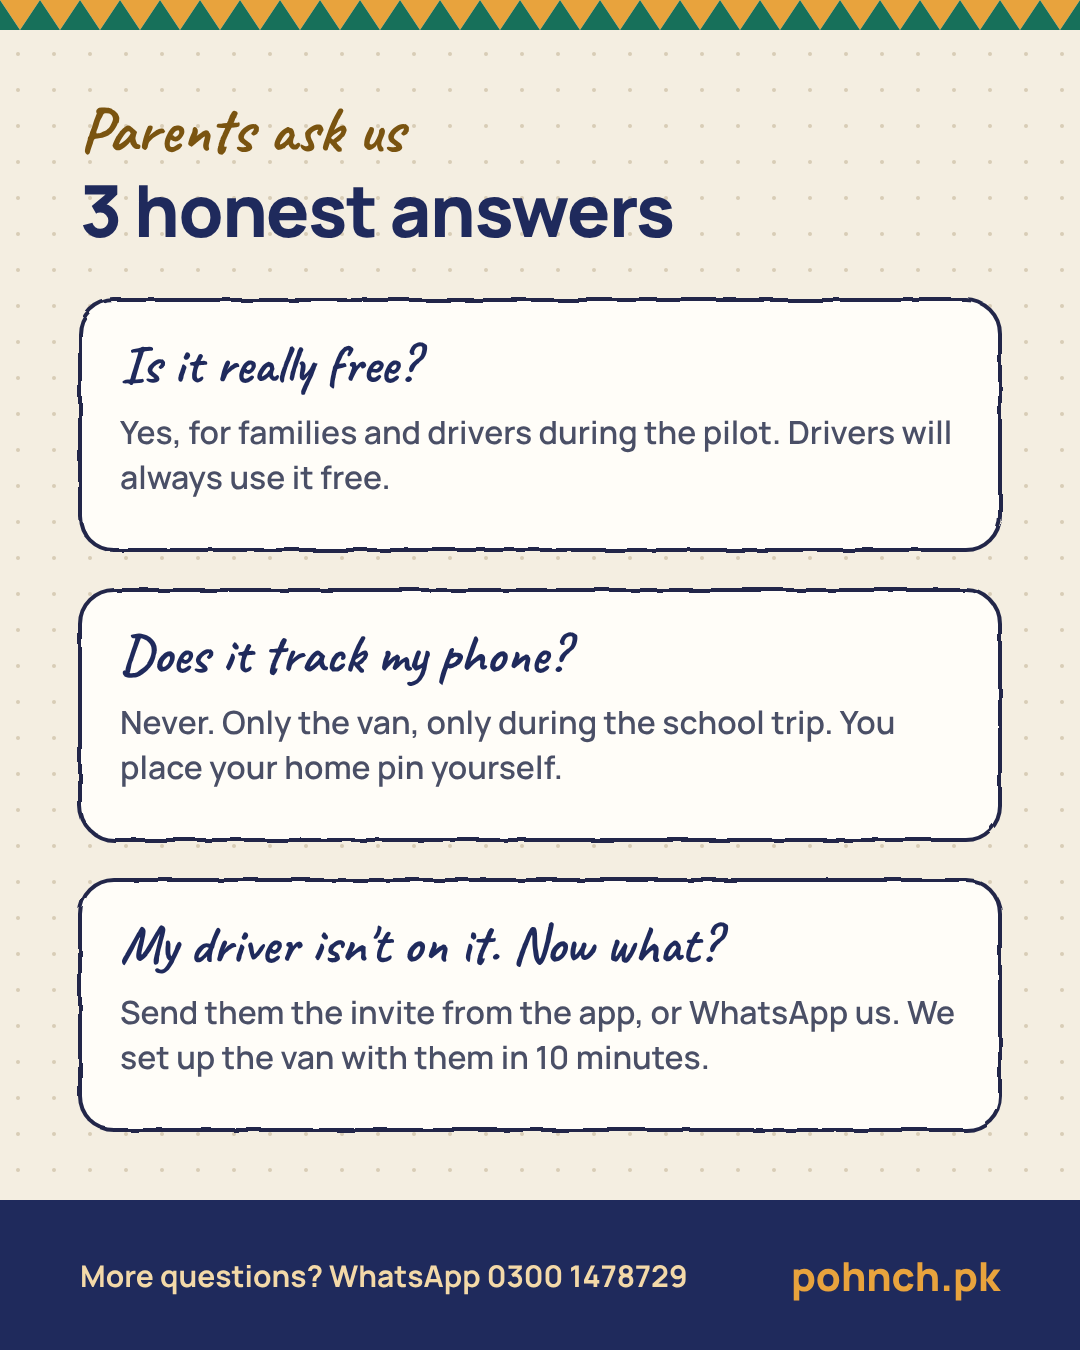 Parents ask us
3 honest answers
Is it really free?
Yes, for families and drivers during the pilot. Drivers will
always use it free.
Does it track my phone?
Never. Only the van, only during the school trip. You
place your home pin yourself.
My driver isn't on it. Now what?
Send them the invite from the app, or WhatsApp us. We
set up the van with them in 10 minutes.
More questions? WhatsApp 0300 1478729
pohnch.pk